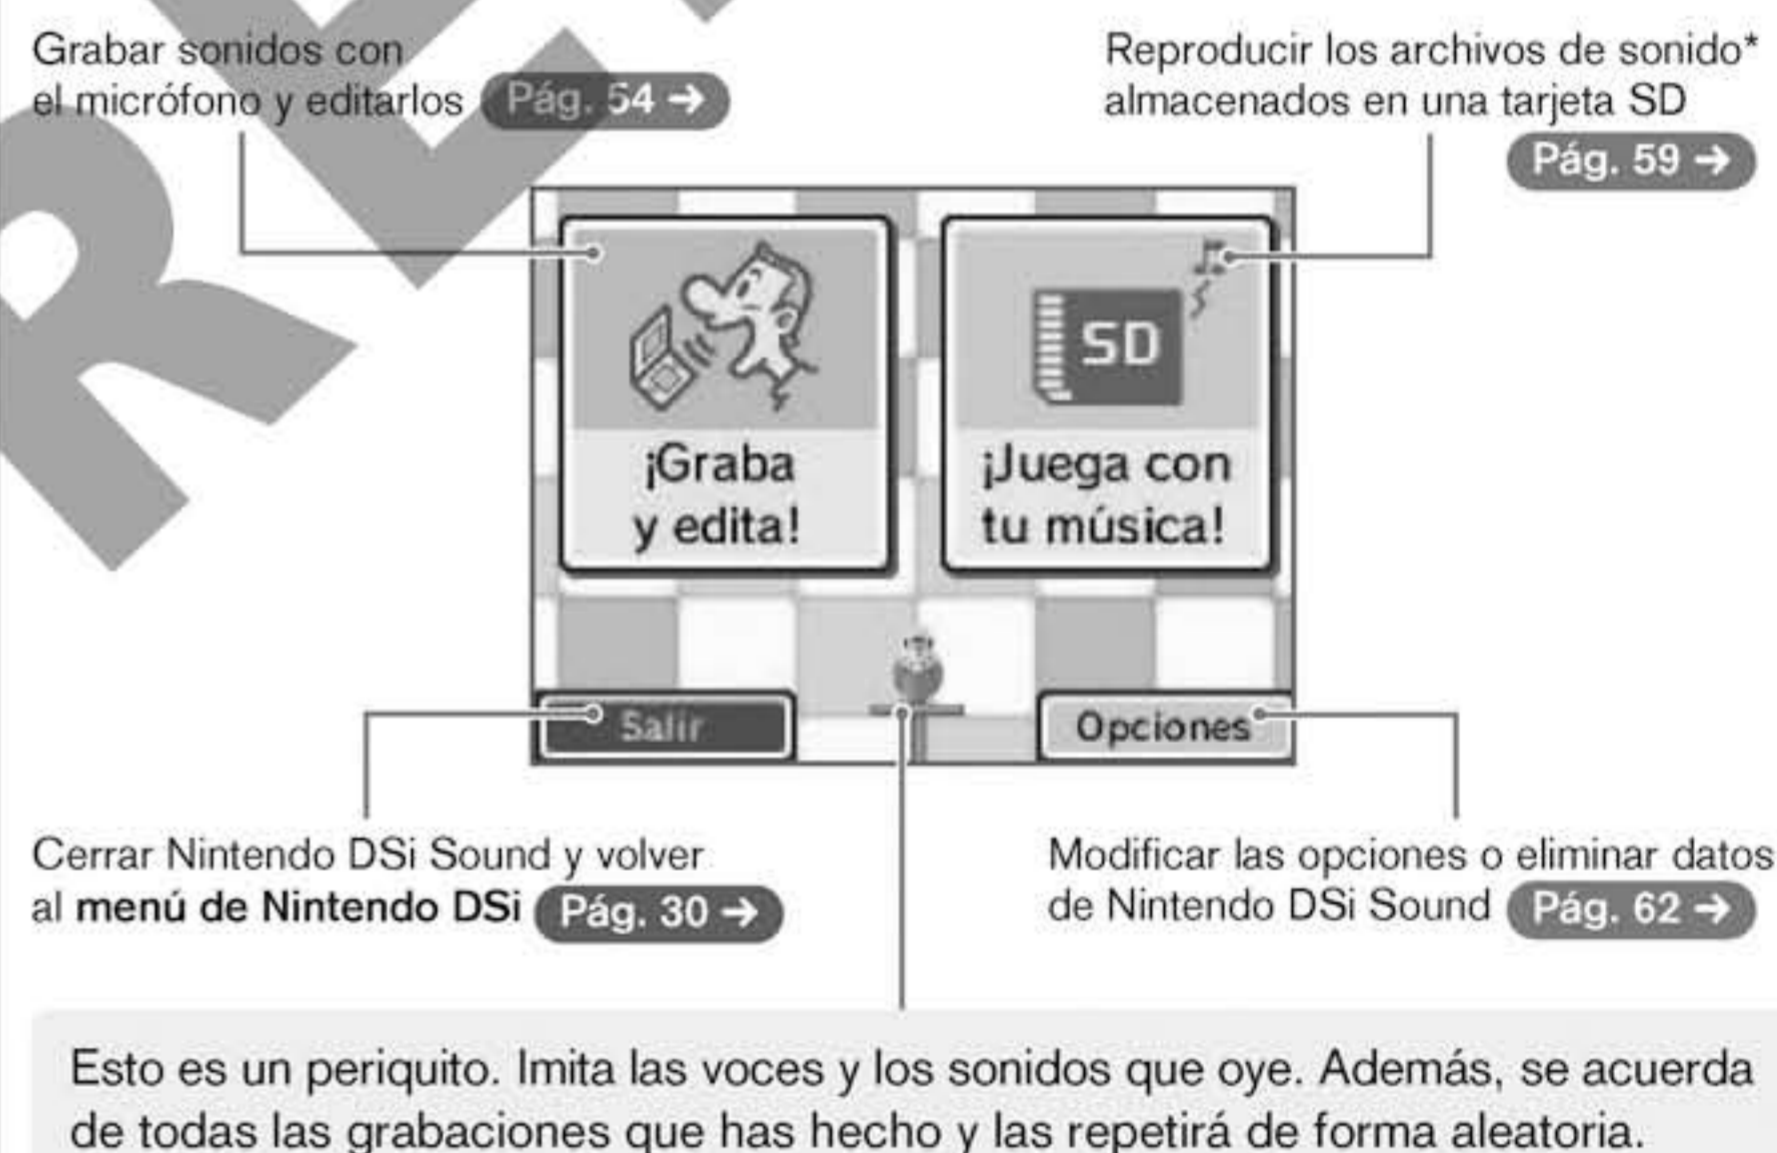 Grabar sonidos con
el micrófono y editarlos Pág. 54 →
Reproducir los archivos de sonido*
almacenados en una tarjeta SD
Pág. 59 →
SD
¡Graba
y edita!
¡Juega con
tu música!
Salir
Opciones
Cerrar Nintendo DSi Sound y volver
al menú de Nintendo DSi Pág. 30 →
Modificar las opciones o eliminar datos
de Nintendo DSi Sound Pág. 62 →
Esto es un periquito. Imita las voces y los sonidos que oye. Además, se acuerda
de todas las grabaciones que has hecho y las repetirá de forma aleatoria.